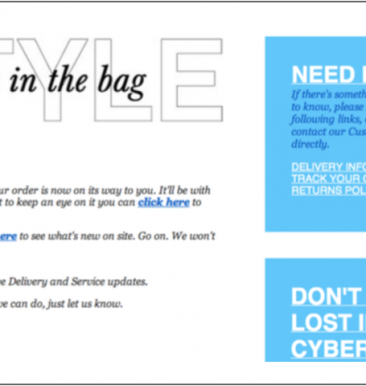 TYLE
in the bag
ur order is now on its way to you. It'll be with
t to keep an eye on it you can click here to
ere to see what's new on site. Go on. We won't
e Delivery and Service updates.
ve can do, just let us know.
NEED
If there's someth
to know, please
following links,
contact our Cus
directly.
DELIVERY INFO
TRACK YOUR
RETURNS POL
DON'T
LOST I
CYBER